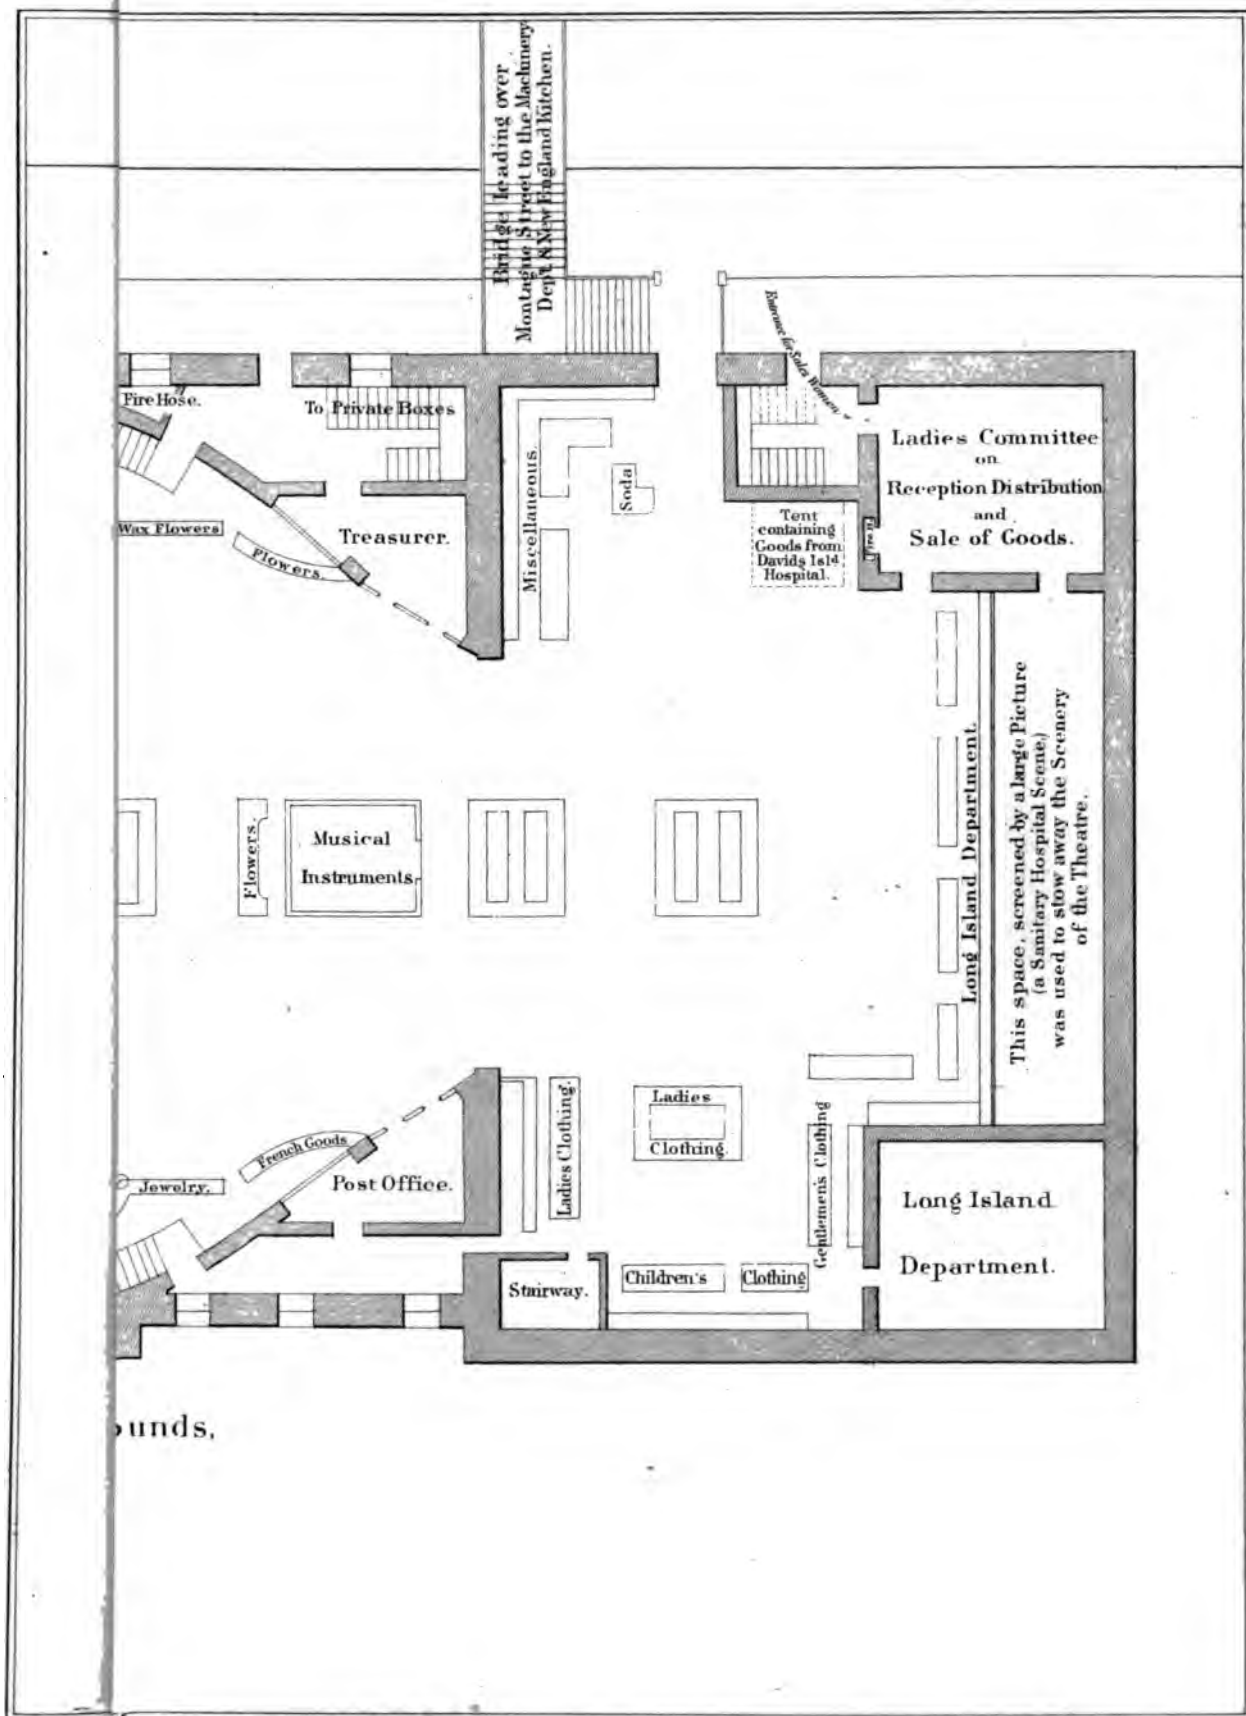 Bridge leading over
Montague Street to the Machinery
Dept. & New England Kitchen.
Entrance for Sales Women.
Fire Hose.
To Private Boxes
Miscellaneous.
Soda
Ladies Committee
on
Reception Distribution
and
Sale of Goods.
Wax Flowers
Flowers.
Treasurer.
Tent
containing
Goods from
Davids Isld
Hospital.
Flowers.
Musical
Instruments
Long Island Department.
This space, screened by a large Picture
(a Sanitary Hospital Scene,)
was used to stow away the Scenery
of the Theatre.
Jewelry.
French Goods
Post Office.
Ladies Clothing.
Ladies
Clothing.
Gentlemen's Clothing
Long Island
Department.
Stairway.
Children's
Clothing
unds,